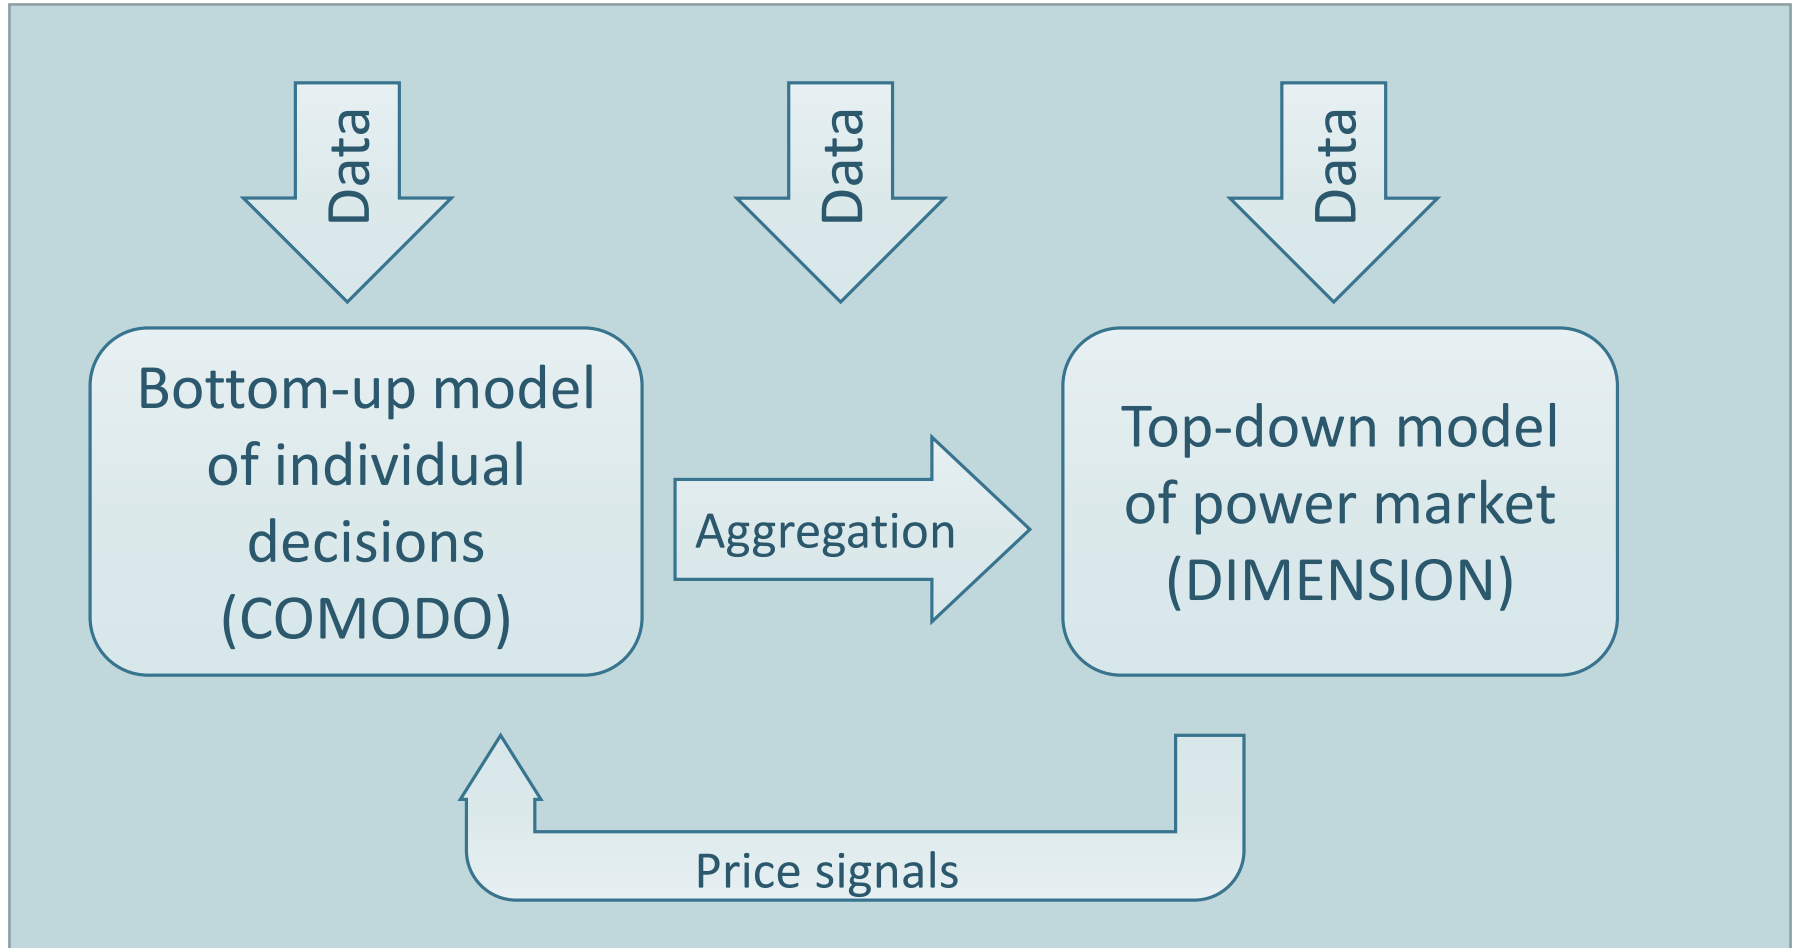 Data
Data
Data
Bottom-up model
of individual
decisions
(COMODO)
Aggregation
Top-down model
of power market
(DIMENSION)
Price signals